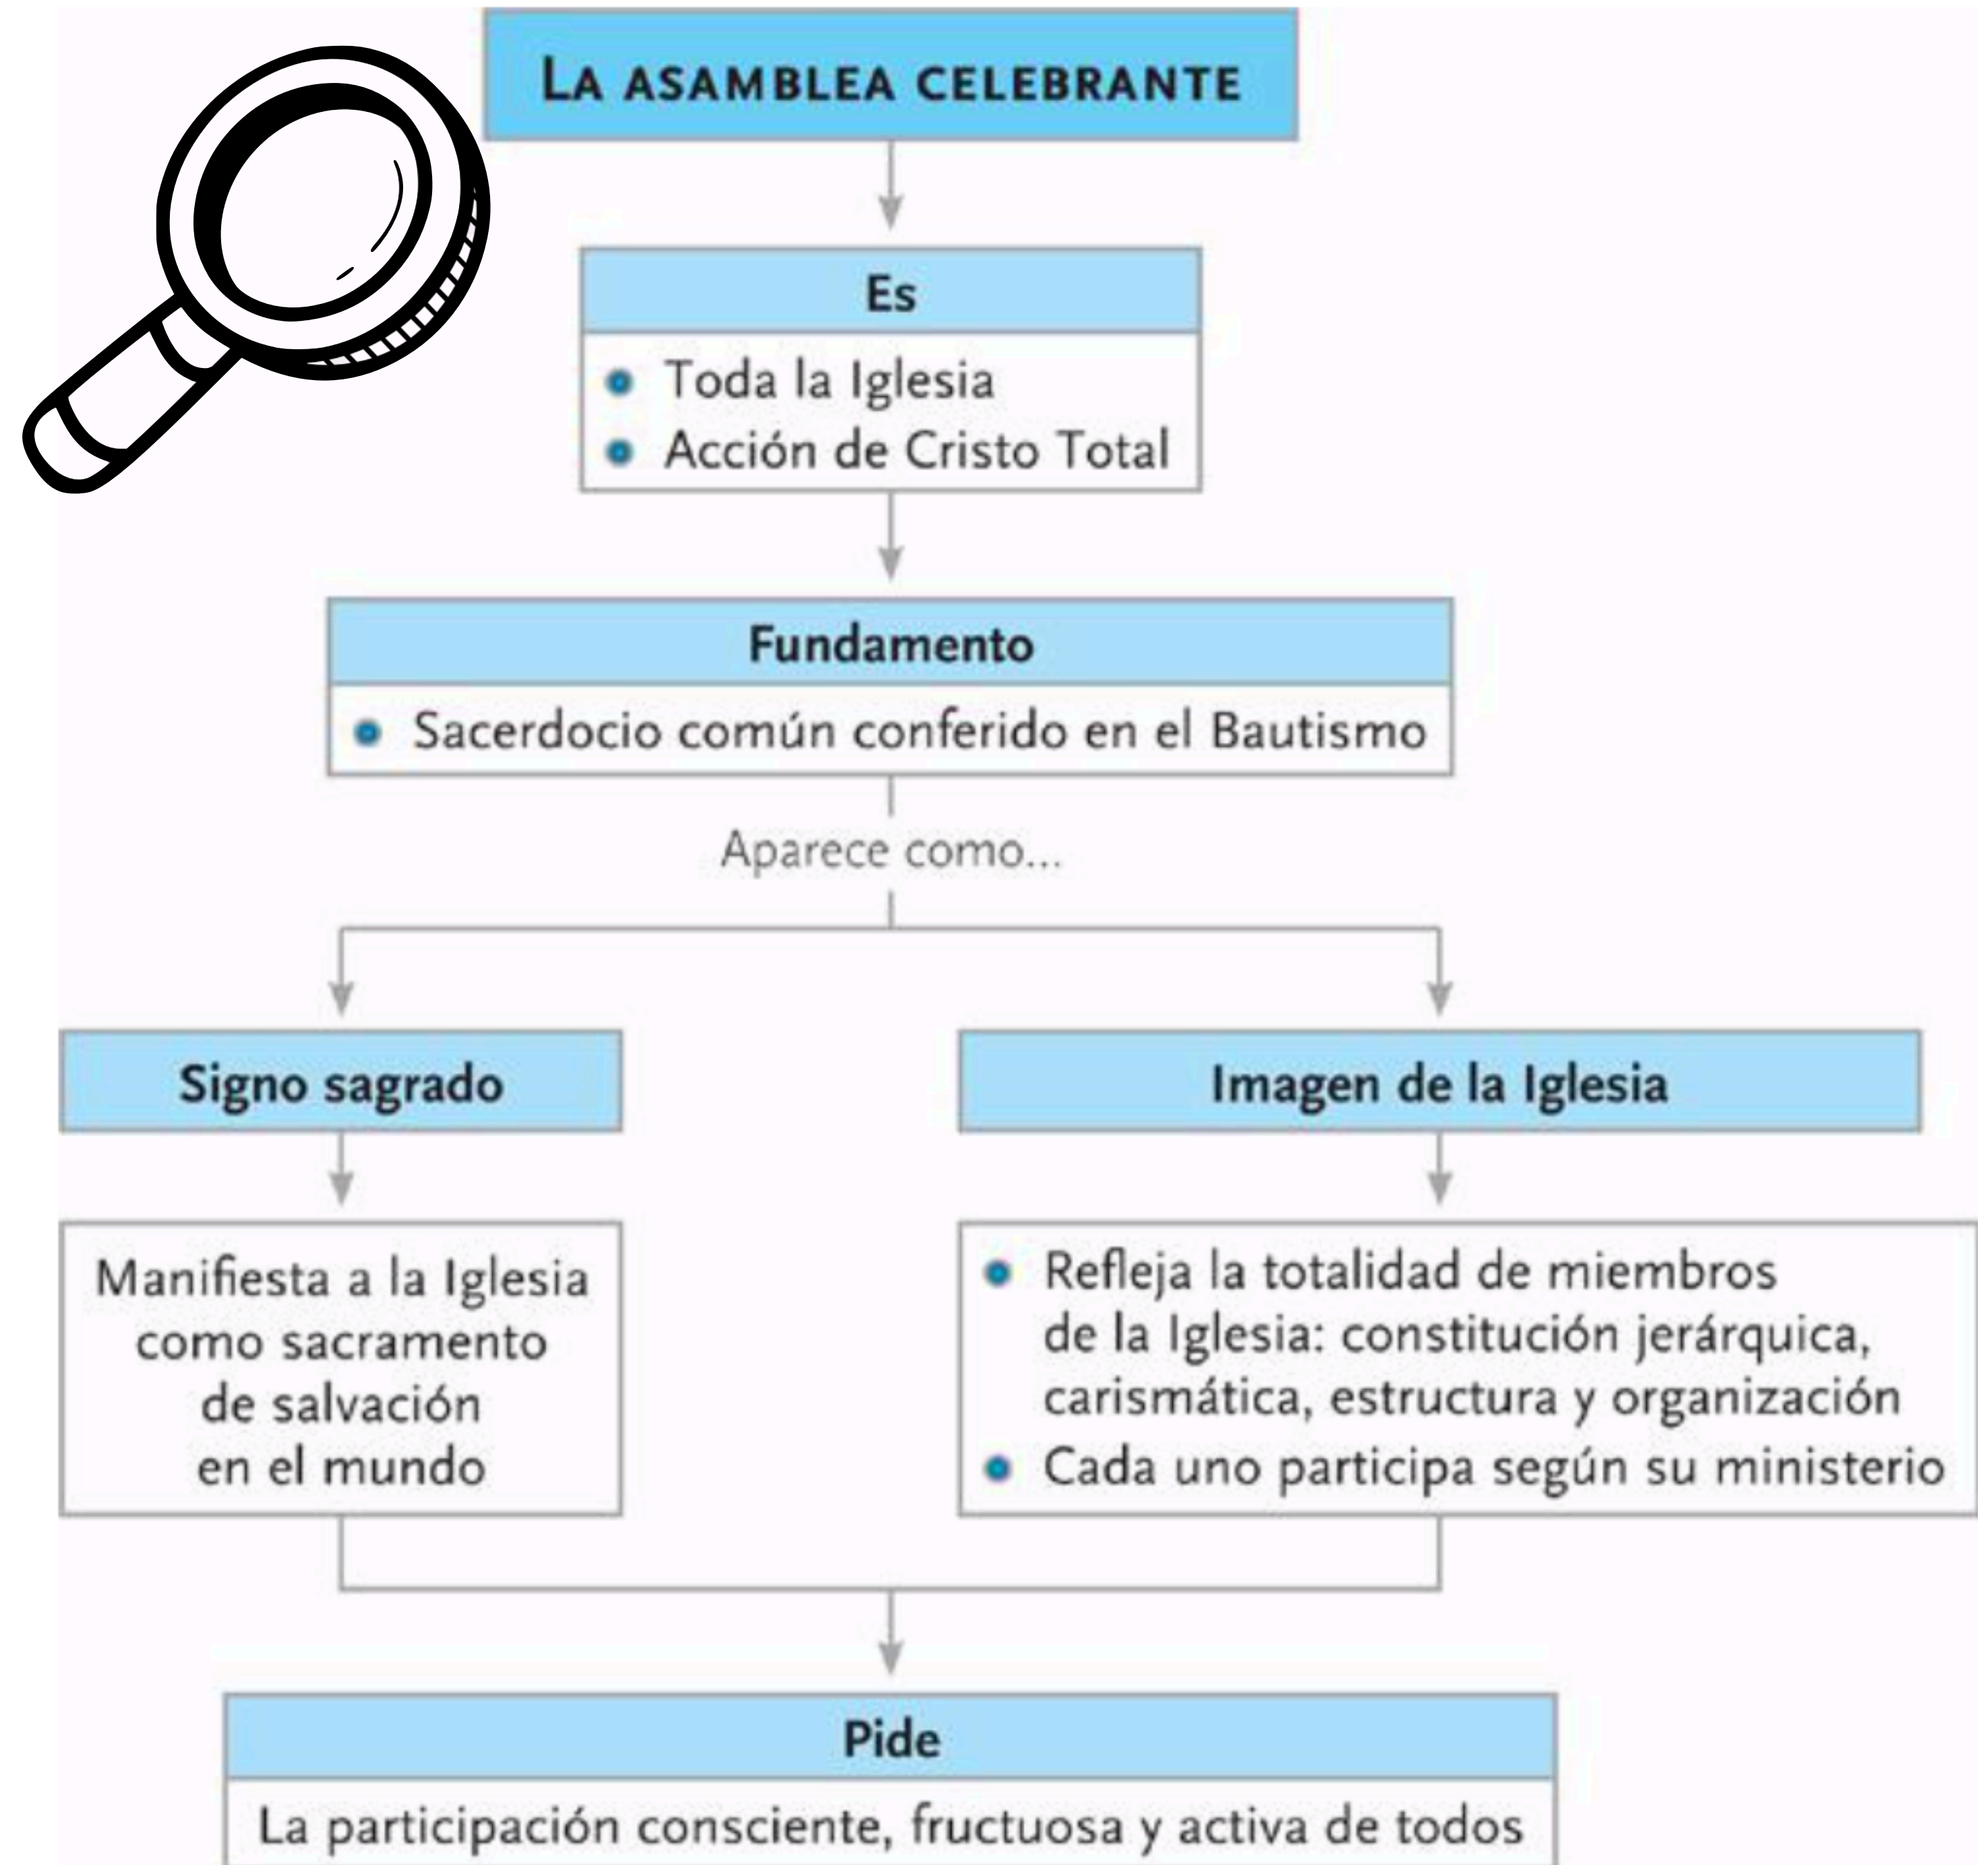 LA ASAMBLEA CELEBRANTE
Es
Toda la Iglesia
Acción de Cristo Total
Fundamento
Sacerdocio común conferido en el Bautismo
Aparece como...
Signo sagrado
Manifiesta a la Iglesia
como sacramento
de salvación
en el mundo
Imagen de la Iglesia
Refleja la totalidad de miembros
de la Iglesia: constitución jerárquica,
carismática, estructura y organización
Cada uno participa según su ministerio
Pide
La participación consciente, fructuosa y activa de todos